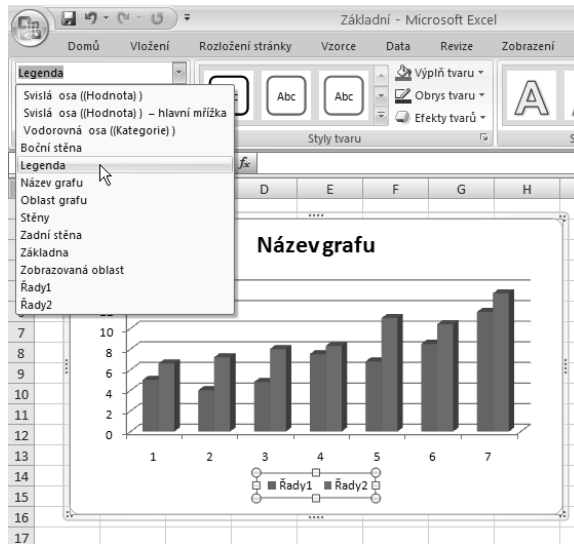 Základní - Microsoft Excel
Domů Vložení Rozložení stránky Vzorce Data Revize Zobrazení
Legenda
Abc Abc
Výplň tvaru
Obrys tvaru
Efekty tvarů
A
Styly tvaru
Svislá osa ((Hodnota) )
Svislá osa ((Hodnota) ) – hlavní mřížka
Vodorovná osa ((Kategorie) )
Boční stěna
Legenda
Název grafu
Oblast grafu
Stěny
Zadní stěna
Základna
Zobrazovaná oblast
Řady1
Řady2
fx
D E F G H
Název grafu
10
8
6
4
2
0
1 2 3 4 5 6 7
Řady1 Řady2
7
8
9
10
11
12
13
14
15
16
17